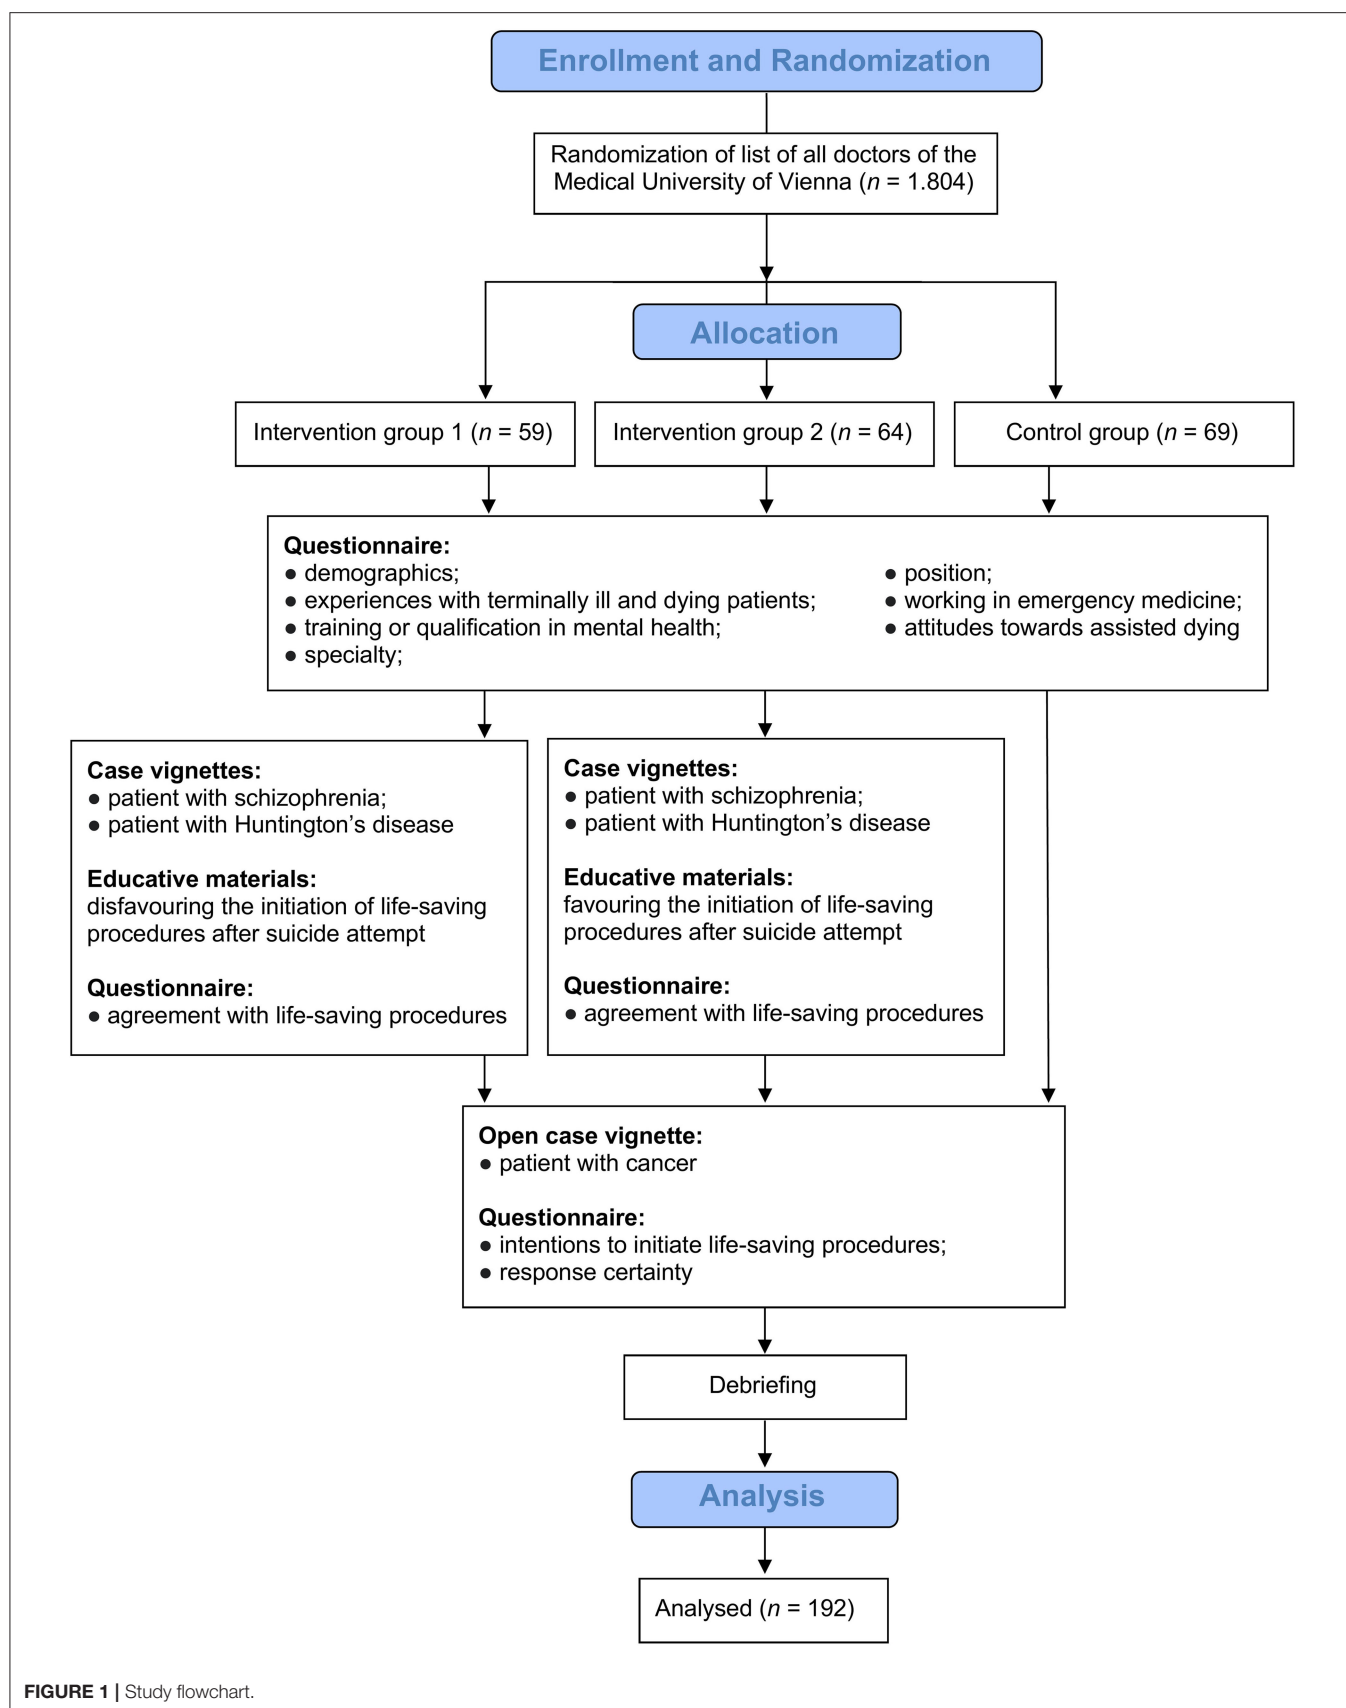 Enrollment and Randomization
Randomization of list of all doctors of the
Medical University of Vienna (n = 1.804)
Allocation
Intervention group 1 (n = 59)
Intervention group 2 (n = 64)
Control group (n = 69)
Questionnaire:
● demographics;
● experiences with terminally ill and dying patients;
● training or qualification in mental health;
● specialty;
● position;
● working in emergency medicine;
● attitudes towards assisted dying
Case vignettes:
● patient with schizophrenia;
● patient with Huntington's disease
Educative materials:
disfavouring the initiation of life-saving
procedures after suicide attempt
Questionnaire:
● agreement with life-saving procedures
Case vignettes:
● patient with schizophrenia;
● patient with Huntington's disease
Educative materials:
favouring the initiation of life-saving
procedures after suicide attempt
Questionnaire:
● agreement with life-saving procedures
Open case vignette:
● patient with cancer
Questionnaire:
● intentions to initiate life-saving procedures;
● response certainty
Debriefing
Analysis
Analysed (n = 192)
FIGURE 1 | Study flowchart.